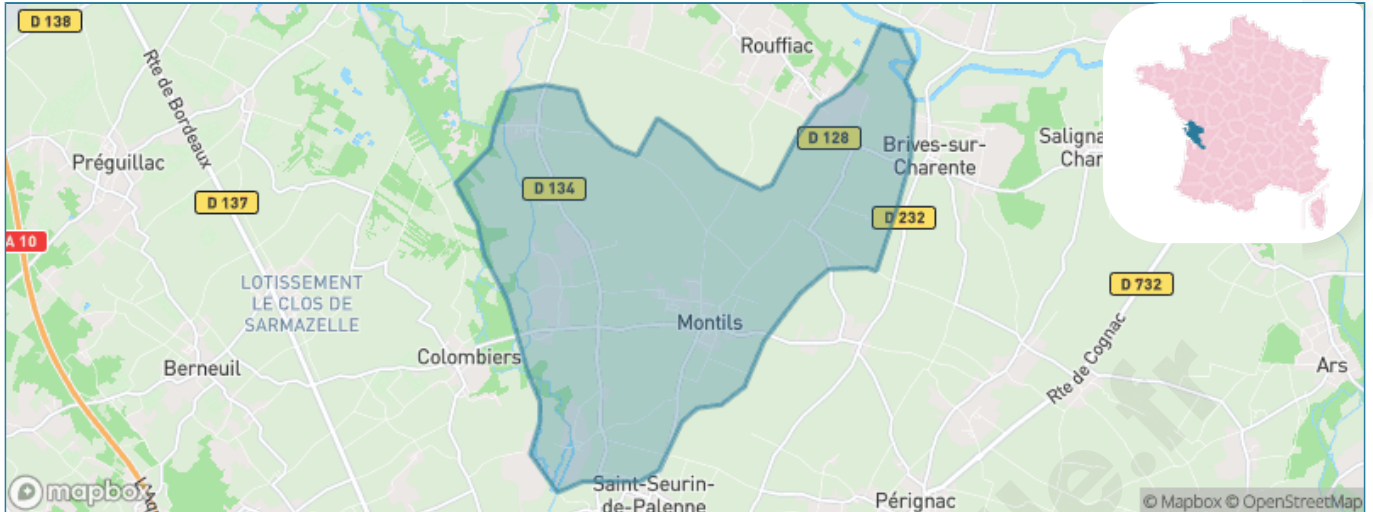 D 138
Rte de Bordeaux
Rouffiac
Préguillac
D 128
Brives-sur-
Charente
D 134
D 137
D 232
A 10
LOTISSEMENT
LE CLOS DE
SARMAZELLE
D 732
Montils
Colombiers
Berneuil
Rte de Cognac
Ars
Saint-Seurin-
de-Palenne
Pérignac
mapbox
© Mapbox © OpenStreetMap